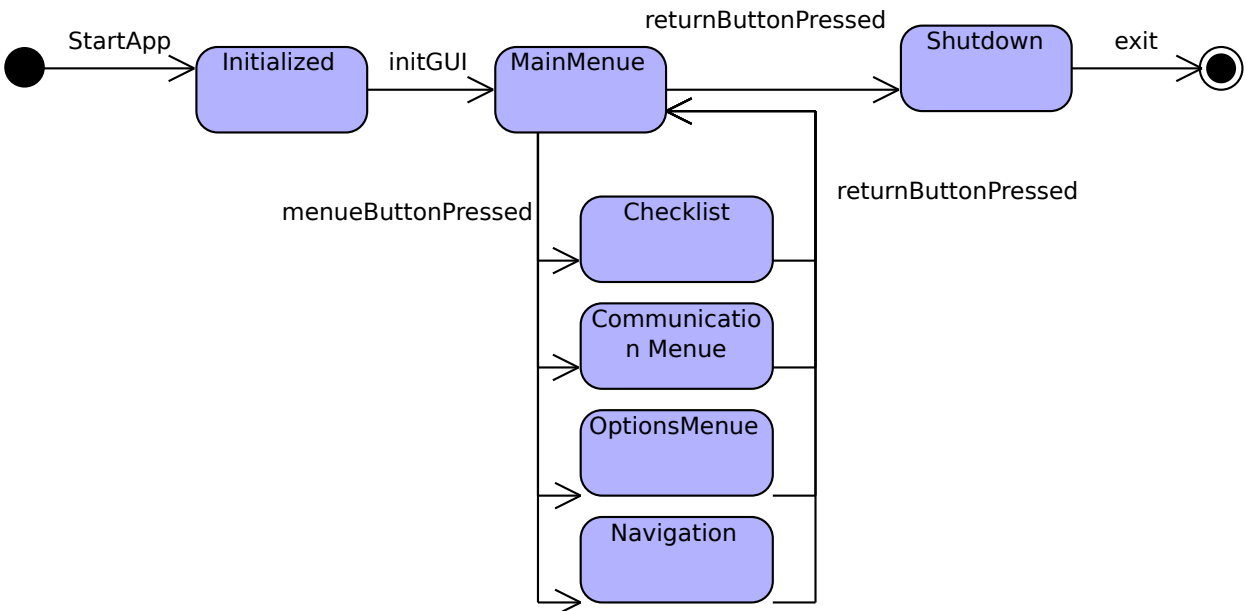 returnButtonPressed
StartApp
Initialized
initGUI
MainMenue
Shutdown
exit
menueButtonPressed
returnButtonPressed
Checklist
Communicatio
n Menue
OptionsMenue
Navigation